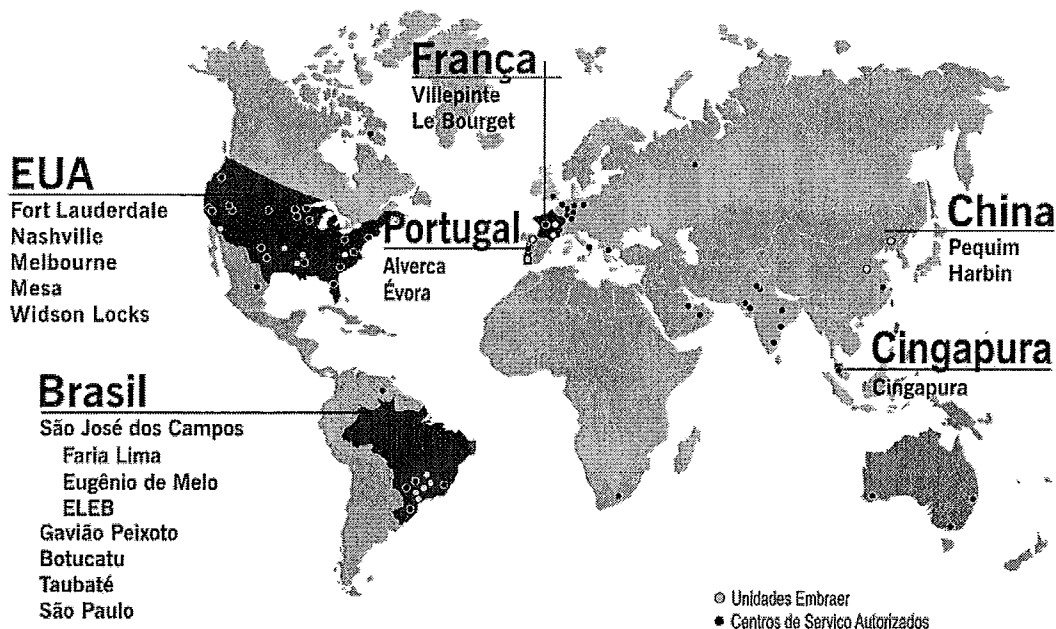 França
Villepinte
Le Bourget
EUA
Fort Lauderdale
Nashville
Melbourne
Mesa
Widson Locks
Portugal
Alverca
Évora
China
Pequim
Harbin
Cingapura
Cingapura
Brasil
São José dos Campos
Faria Lima
Eugênio de Melo
ELEB
Gavião Peixoto
Botucatu
Taubaté
São Paulo
Unidades Embraer
Centros de Serviço Autorizados